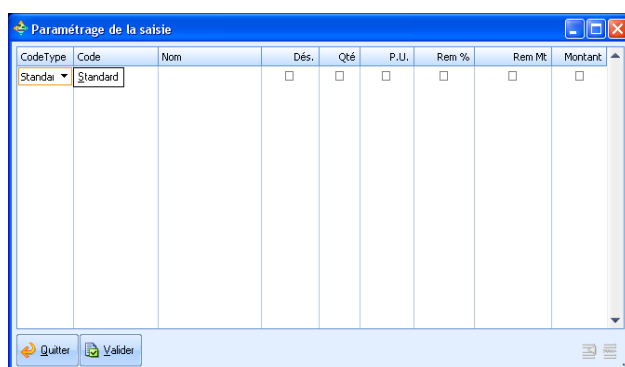 Paramétrage de la saisie
CodeType Code Nom Dés. Qté P.U. Rem % Rem Mt Montant
Standar Standard
Quitter Valider